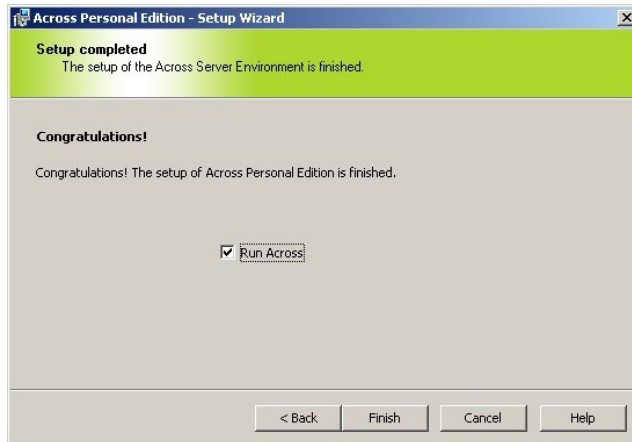 Across Personal Edition - Setup Wizard
Setup completed
The setup of the Across Server Environment is finished.
Congratulations!
Congratulations! The setup of Across Personal Edition is finished.
Run Across
< Back Finish Cancel Help